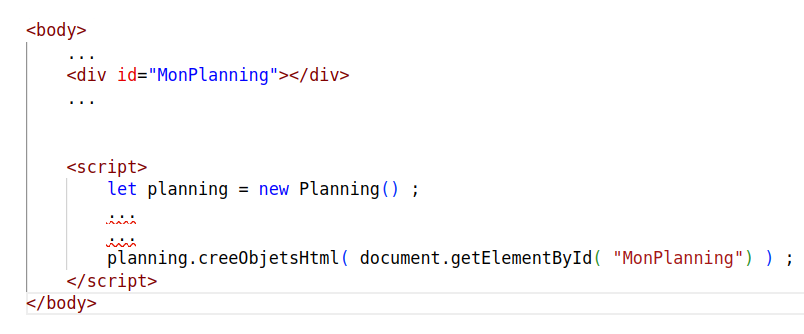 <body>
...
<div id="MonPlanning"></div>
...
<script>
let planning = new Planning() ;
...
...
planning.creeObjetsHtml( document.getElementById( "MonPlanning") ) ;
</script>
</body>